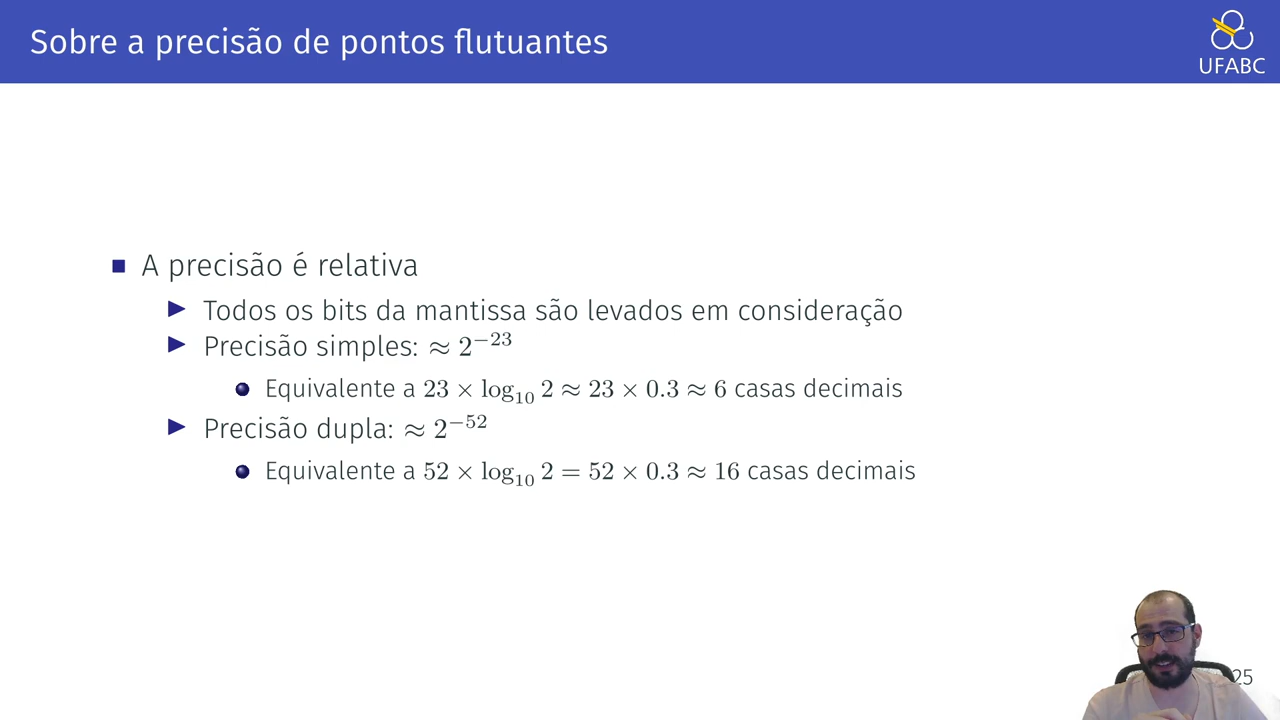 Sobre a precisão de pontos flutuantes
UFABC
A precisão é relativa
Todos os bits da mantissa são levados em consideração
Precisão simples: ≈ 2⁻²³
Equivalente a 23 × log₁₀ 2 ≈ 23 × 0.3 ≈ 6 casas decimais
Precisão dupla: ≈ 2⁻⁵²
Equivalente a 52 × log₁₀ 2 = 52 × 0.3 ≈ 16 casas decimais
25